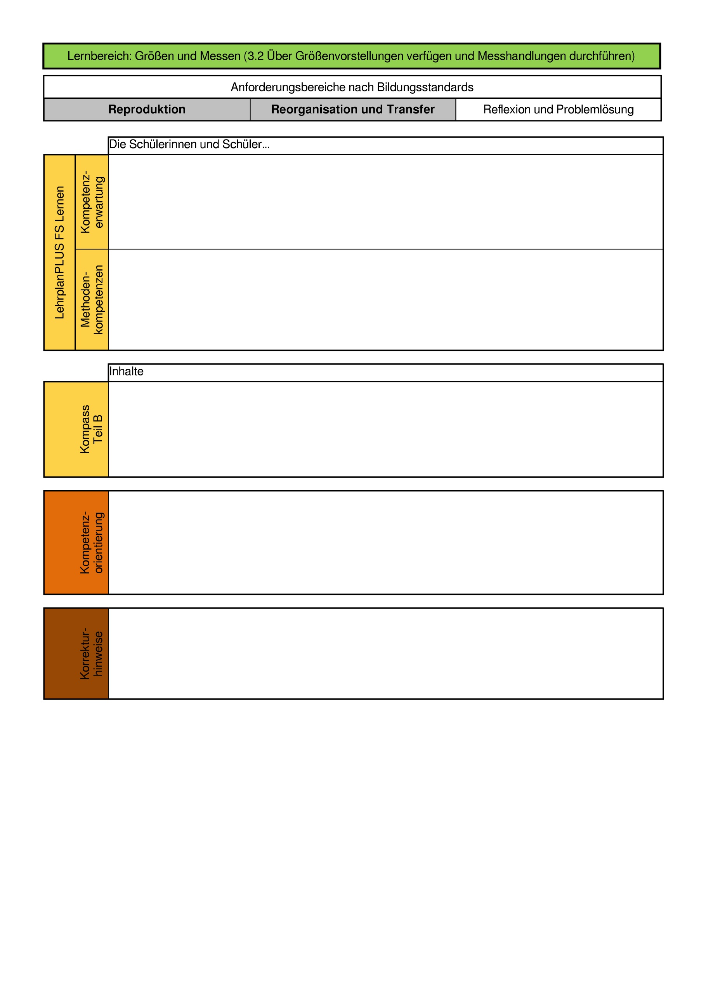 Lernbereich: Größen und Messen (3.2 Über Größenvorstellungen verfügen und Messhandlungen durchführen)
Anforderungsbereiche nach Bildungsstandards
Reproduktion
Reorganisation und Transfer
Reflexion und Problemlösung
Die Schülerinnen und Schüler...
LehrplanPLUS FS Lernen
Kompetenz-
erwartung
Methoden-
kompetenzen
Inhalte
Kompass
Teil B
Kompetenz-
orientierung
Korrektur-
hinweise